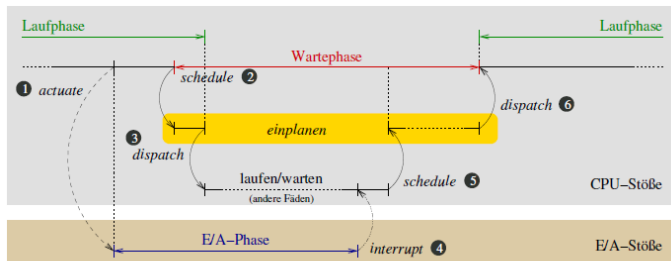 Laufphase
Laufphase
Wartephase
❶ actuate
schedule ❷
dispatch ❻
❸
dispatch
einplanen
laufen/warten
(andere Fäden)
schedule ❺
CPU–Stöße
E/A–Phase
interrupt ❹
E/A–Stöße